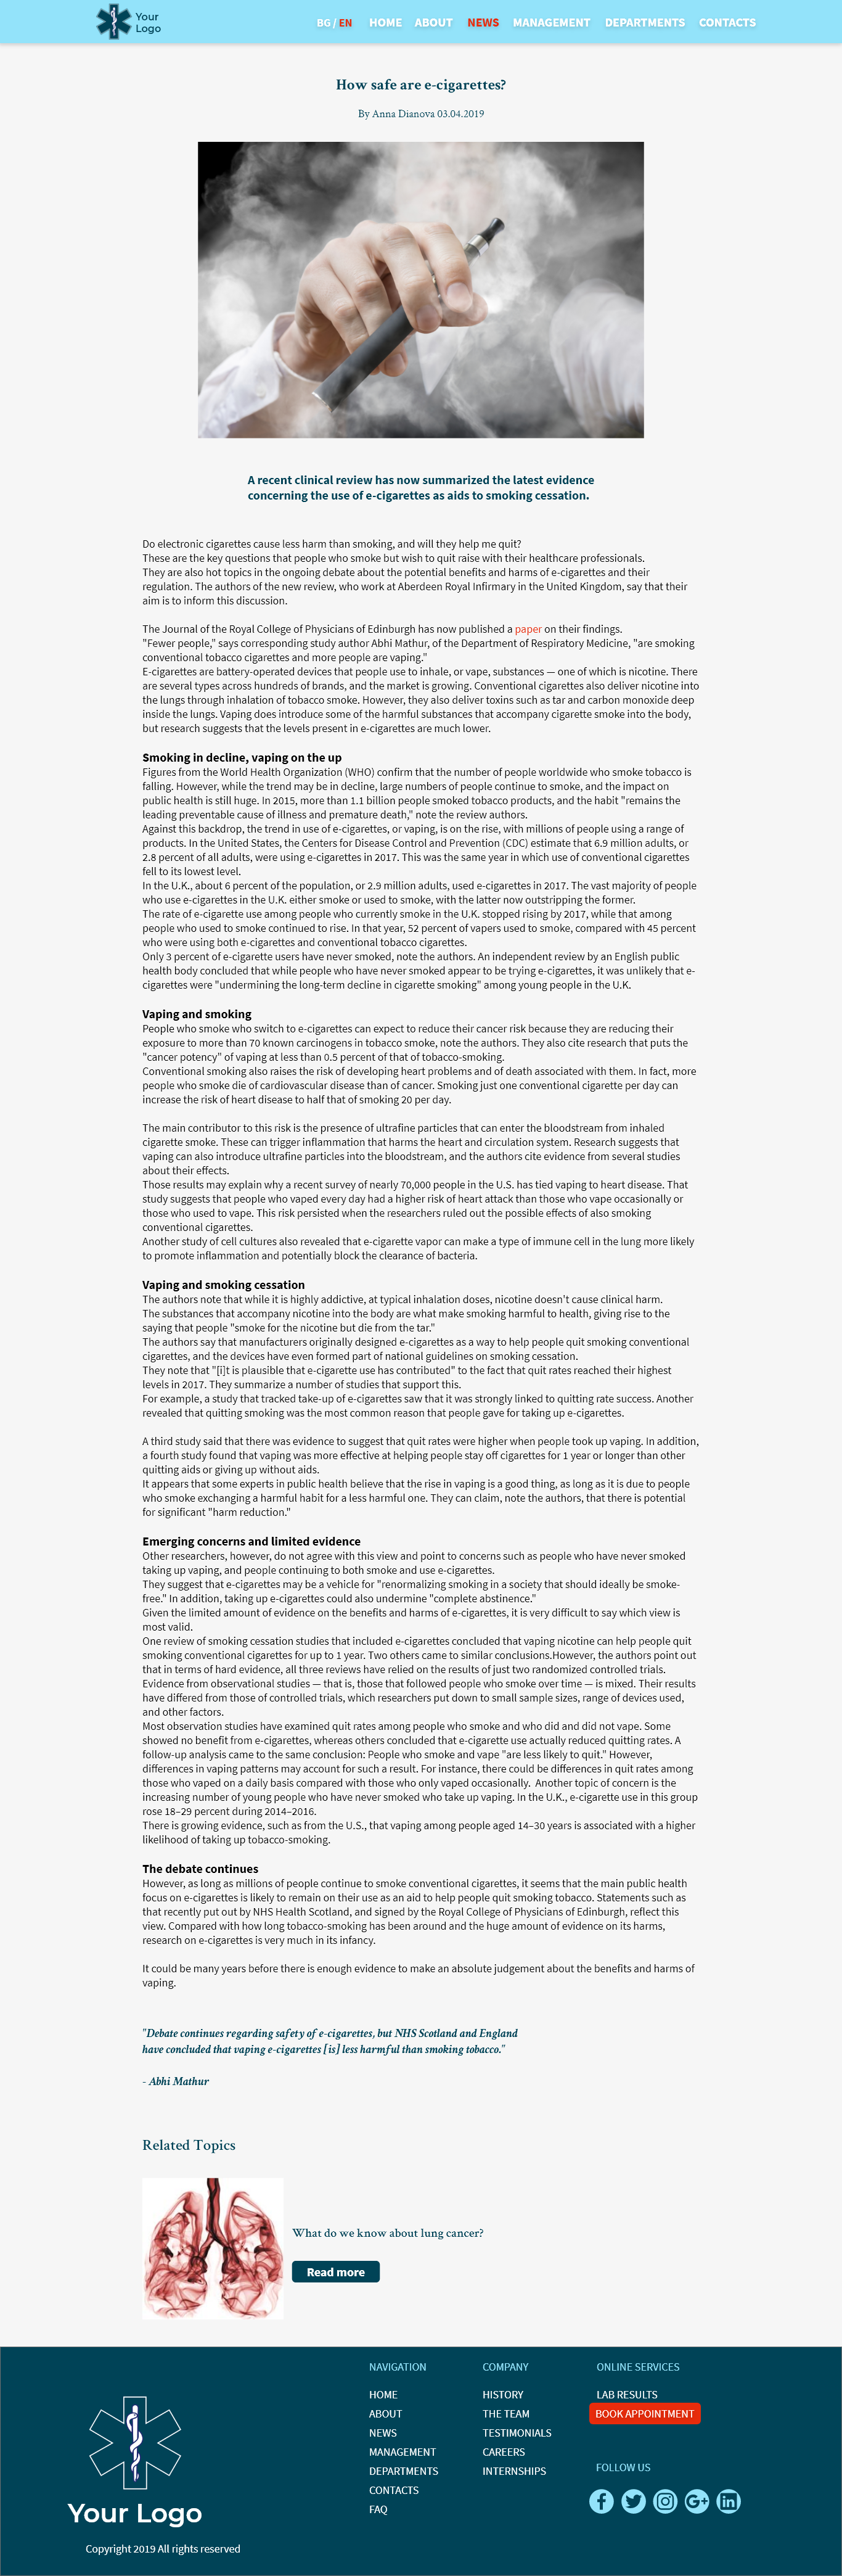 Your
Logo
BG / EN HOME ABOUT NEWS MANAGEMENT DEPARTMENTS CONTACTS
How safe are e-cigarettes?
By Anna Dianova 03.04.2019
A recent clinical review has now summarized the latest evidence
concerning the use of e-cigarettes as aids to smoking cessation.
Do electronic cigarettes cause less harm than smoking, and will they help me quit?
These are the key questions that people who smoke but wish to quit raise with their healthcare professionals.
They are also hot topics in the ongoing debate about the potential benefits and harms of e-cigarettes and their
regulation. The authors of the new review, who work at Aberdeen Royal Infirmary in the United Kingdom, say that their
aim is to inform this discussion.
The Journal of the Royal College of Physicians of Edinburgh has now published a paper on their findings.
"Fewer people," says corresponding study author Abhi Mathur, of the Department of Respiratory Medicine, "are smoking
conventional tobacco cigarettes and more people are vaping."
E-cigarettes are battery-operated devices that people use to inhale, or vape, substances — one of which is nicotine. There
are several types across hundreds of brands, and the market is growing. Conventional cigarettes also deliver nicotine into
the lungs through inhalation of tobacco smoke. However, they also deliver toxins such as tar and carbon monoxide deep
inside the lungs. Vaping does introduce some of the harmful substances that accompany cigarette smoke into the body,
but research suggests that the levels present in e-cigarettes are much lower.
Smoking in decline, vaping on the up
Figures from the World Health Organization (WHO) confirm that the number of people worldwide who smoke tobacco is
falling. However, while the trend may be in decline, large numbers of people continue to smoke, and the impact on
public health is still huge. In 2015, more than 1.1 billion people smoked tobacco products, and the habit "remains the
leading preventable cause of illness and premature death," note the review authors.
Against this backdrop, the trend in use of e-cigarettes, or vaping, is on the rise, with millions of people using a range of
products. In the United States, the Centers for Disease Control and Prevention (CDC) estimate that 6.9 million adults, or
2.8 percent of all adults, were using e-cigarettes in 2017. This was the same year in which use of conventional cigarettes
fell to its lowest level.
In the U.K., about 6 percent of the population, or 2.9 million adults, used e-cigarettes in 2017. The vast majority of people
who use e-cigarettes in the U.K. either smoke or used to smoke, with the latter now outstripping the former.
The rate of e-cigarette use among people who currently smoke in the U.K. stopped rising by 2017, while that among
people who used to smoke continued to rise. In that year, 52 percent of vapers used to smoke, compared with 45 percent
who were using both e-cigarettes and conventional tobacco cigarettes.
Only 3 percent of e-cigarette users have never smoked, note the authors. An independent review by an English public
health body concluded that while people who have never smoked appear to be trying e-cigarettes, it was unlikely that e-
cigarettes were "undermining the long-term decline in cigarette smoking" among young people in the U.K.
Vaping and smoking
People who smoke who switch to e-cigarettes can expect to reduce their cancer risk because they are reducing their
exposure to more than 70 known carcinogens in tobacco smoke, note the authors. They also cite research that puts the
"cancer potency" of vaping at less than 0.5 percent of that of tobacco-smoking.
Conventional smoking also raises the risk of developing heart problems and of death associated with them. In fact, more
people who smoke die of cardiovascular disease than of cancer. Smoking just one conventional cigarette per day can
increase the risk of heart disease to half that of smoking 20 per day.
The main contributor to this risk is the presence of ultrafine particles that can enter the bloodstream from inhaled
cigarette smoke. These can trigger inflammation that harms the heart and circulation system. Research suggests that
vaping can also introduce ultrafine particles into the bloodstream, and the authors cite evidence from several studies
about their effects.
Those results may explain why a recent survey of nearly 70,000 people in the U.S. has tied vaping to heart disease. That
study suggests that people who vaped every day had a higher risk of heart attack than those who vape occasionally or
those who used to vape. This risk persisted when the researchers ruled out the possible effects of also smoking
conventional cigarettes.
Another study of cell cultures also revealed that e-cigarette vapor can make a type of immune cell in the lung more likely
to promote inflammation and potentially block the clearance of bacteria.
Vaping and smoking cessation
The authors note that while it is highly addictive, at typical inhalation doses, nicotine doesn't cause clinical harm.
The substances that accompany nicotine into the body are what make smoking harmful to health, giving rise to the
saying that people "smoke for the nicotine but die from the tar."
The authors say that manufacturers originally designed e-cigarettes as a way to help people quit smoking conventional
cigarettes, and the devices have even formed part of national guidelines on smoking cessation.
They note that "[i]t is plausible that e-cigarette use has contributed" to the fact that quit rates reached their highest
levels in 2017. They summarize a number of studies that support this.
For example, a study that tracked take-up of e-cigarettes saw that it was strongly linked to quitting rate success. Another
revealed that quitting smoking was the most common reason that people gave for taking up e-cigarettes.
A third study said that there was evidence to suggest that quit rates were higher when people took up vaping. In addition,
a fourth study found that vaping was more effective at helping people stay off cigarettes for 1 year or longer than other
quitting aids or giving up without aids.
It appears that some experts in public health believe that the rise in vaping is a good thing, as long as it is due to people
who smoke exchanging a harmful habit for a less harmful one. They can claim, note the authors, that there is potential
for significant "harm reduction."
Emerging concerns and limited evidence
Other researchers, however, do not agree with this view and point to concerns such as people who have never smoked
taking up vaping, and people continuing to both smoke and use e-cigarettes.
They suggest that e-cigarettes may be a vehicle for "renormalizing smoking in a society that should ideally be smoke-
free." In addition, taking up e-cigarettes could also undermine "complete abstinence."
Given the limited amount of evidence on the benefits and harms of e-cigarettes, it is very difficult to say which view is
most valid.
One review of smoking cessation studies that included e-cigarettes concluded that vaping nicotine can help people quit
smoking conventional cigarettes for up to 1 year. Two others came to similar conclusions.However, the authors point out
that in terms of hard evidence, all three reviews have relied on the results of just two randomized controlled trials.
Evidence from observational studies — that is, those that followed people who smoke over time — is mixed. Their results
have differed from those of controlled trials, which researchers put down to small sample sizes, range of devices used,
and other factors.
Most observation studies have examined quit rates among people who smoke and who did and did not vape. Some
showed no benefit from e-cigarettes, whereas others concluded that e-cigarette use actually reduced quitting rates. A
follow-up analysis came to the same conclusion: People who smoke and vape "are less likely to quit." However,
differences in vaping patterns may account for such a result. For instance, there could be differences in quit rates among
those who vaped on a daily basis compared with those who only vaped occasionally.  Another topic of concern is the
increasing number of young people who have never smoked who take up vaping. In the U.K., e-cigarette use in this group
rose 18–29 percent during 2014–2016.
There is growing evidence, such as from the U.S., that vaping among people aged 14–30 years is associated with a higher
likelihood of taking up tobacco-smoking.
The debate continues
However, as long as millions of people continue to smoke conventional cigarettes, it seems that the main public health
focus on e-cigarettes is likely to remain on their use as an aid to help people quit smoking tobacco. Statements such as
that recently put out by NHS Health Scotland, and signed by the Royal College of Physicians of Edinburgh, reflect this
view. Compared with how long tobacco-smoking has been around and the huge amount of evidence on its harms,
research on e-cigarettes is very much in its infancy.
It could be many years before there is enough evidence to make an absolute judgement about the benefits and harms of
vaping.
"Debate continues regarding safety of e-cigarettes, but NHS Scotland and England
have concluded that vaping e-cigarettes [is] less harmful than smoking tobacco."
- Abhi Mathur
Related Topics
What do we know about lung cancer?
Read more
NAVIGATION
HOME
ABOUT
NEWS
MANAGEMENT
DEPARTMENTS
CONTACTS
FAQ
COMPANY
HISTORY
THE TEAM
TESTIMONIALS
CAREERS
INTERNSHIPS
ONLINE SERVICES
LAB RESULTS
BOOK APPOINTMENT
FOLLOW US
f
G+
in
Your Logo
Copyright 2019 All rights reserved